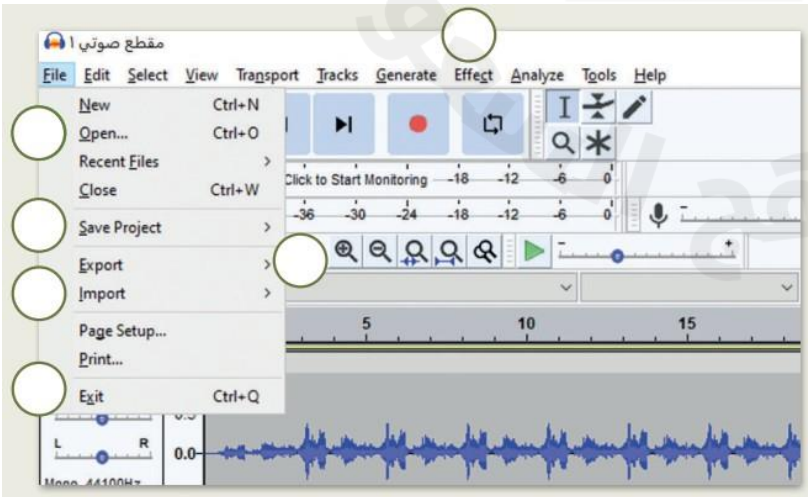 مقطع صوتي ١
File Edit Select View Transport Tracks Generate Effect Analyze Tools Help
New Ctrl+N
Open... Ctrl+O
Recent Files >
Close Ctrl+W
Click to Start Monitoring -18 -12 -6 0
Save Project >
-36 -30 -24 -18 -12 -6 0
Export >
Import >
Page Setup...
5 10 15
Print...
Exit Ctrl+Q
L R
0.0
Mono, 44100Hz